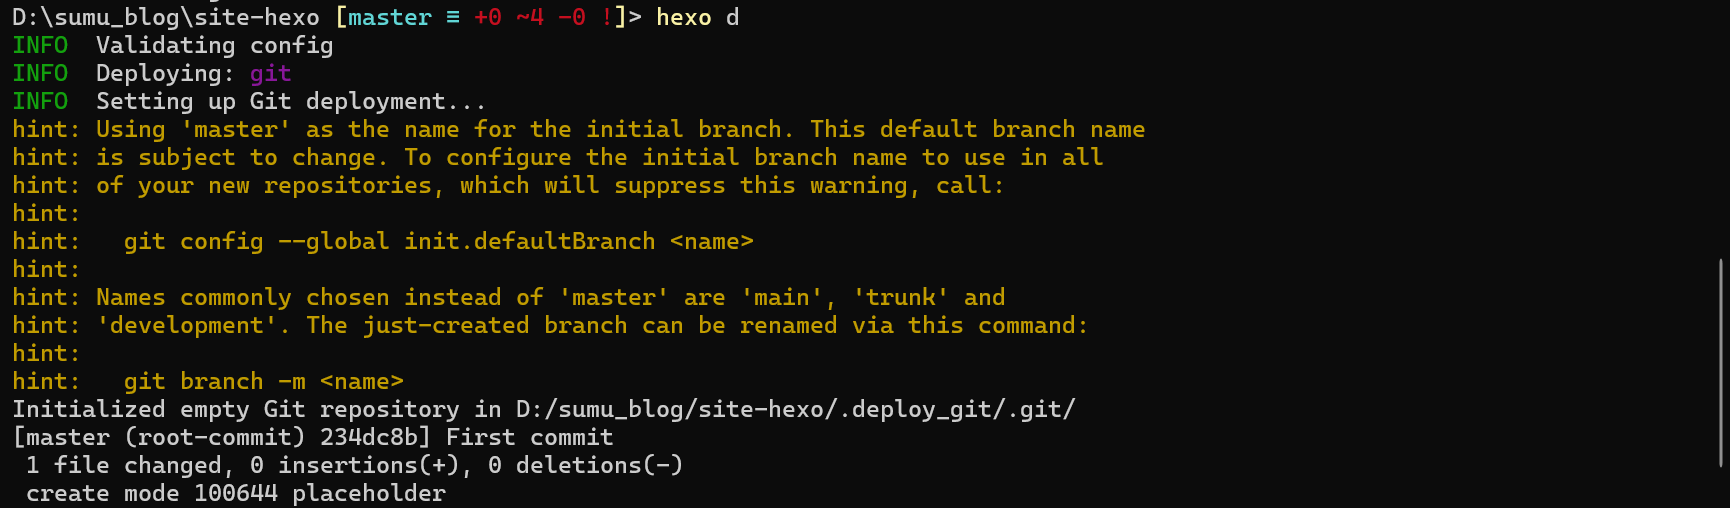 D:\sumu_blog\site-hexo [master ≡ +0 ~4 -0 !]> hexo d
INFO  Validating config
INFO  Deploying: git
INFO  Setting up Git deployment...
hint: Using 'master' as the name for the initial branch. This default branch name
hint: is subject to change. To configure the initial branch name to use in all
hint: of your new repositories, which will suppress this warning, call:
hint:
hint:   git config --global init.defaultBranch <name>
hint:
hint: Names commonly chosen instead of 'master' are 'main', 'trunk' and
hint: 'development'. The just-created branch can be renamed via this command:
hint:
hint:   git branch -m <name>
Initialized empty Git repository in D:/sumu_blog/site-hexo/.deploy_git/.git/
[master (root-commit) 234dc8b] First commit
 1 file changed, 0 insertions(+), 0 deletions(-)
 create mode 100644 placeholder